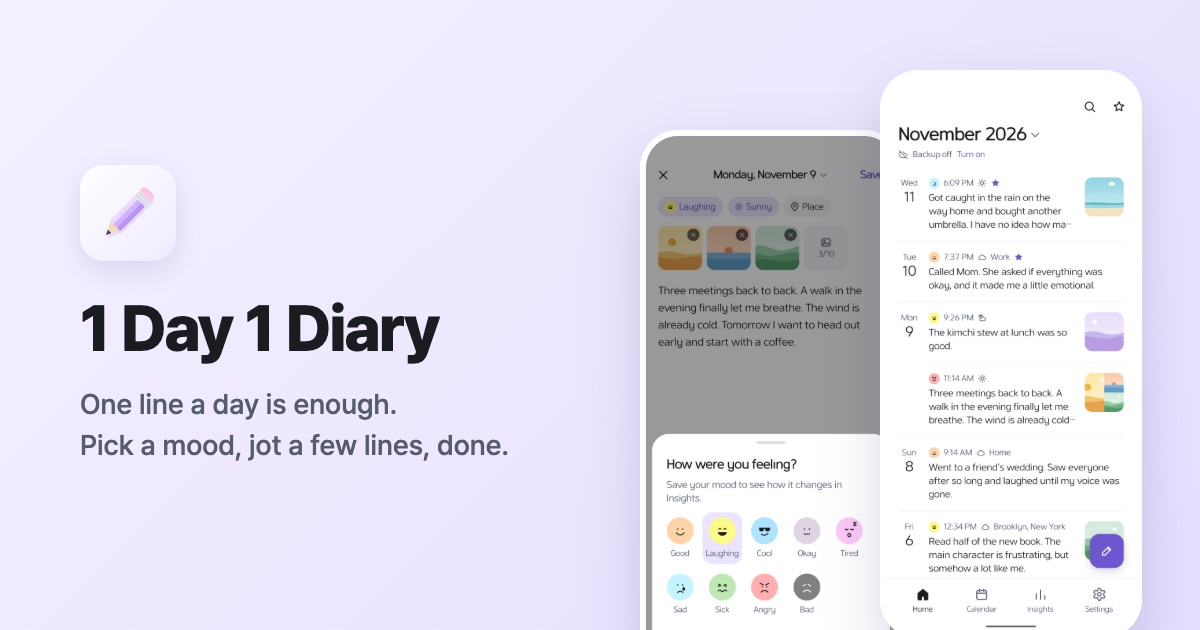 1 Day 1 Diary
One line a day is enough.
Pick a mood, jot a few lines, done.
Monday, November 9
Save
Laughing
Sunny
Place
3/10
Three meetings back to back. A walk in the
evening finally let me breathe. The wind is
already cold. Tomorrow I want to head out
early and start with a coffee.
How were you feeling?
Save your mood to see how it changes in
Insights.
Good
Laughing
Cool
Okay
Tired
Sad
Sick
Angry
Bad
November 2026
Backup off Turn on
Wed
11
6:09 PM
Got caught in the rain on the
way home and bought another
umbrella. I have no idea how ma···
Tue
10
7:37 PM Work
Called Mom. She asked if everything was
okay, and it made me a little emotional.
Mon
9
9:26 PM
The kimchi stew at lunch was so
good.
11:14 AM
Three meetings back to back. A
walk in the evening finally let me
breathe. The wind is already cold···
Sun
8
9:14 AM Home
Went to a friend's wedding. Saw everyone
after so long and laughed until my voice was
gone.
Fri
6
12:34 PM Brooklyn, New York
Read half of the new book. The
main character is frustrating, but
somehow a lot like me.
Home
Calendar
Insights
Settings